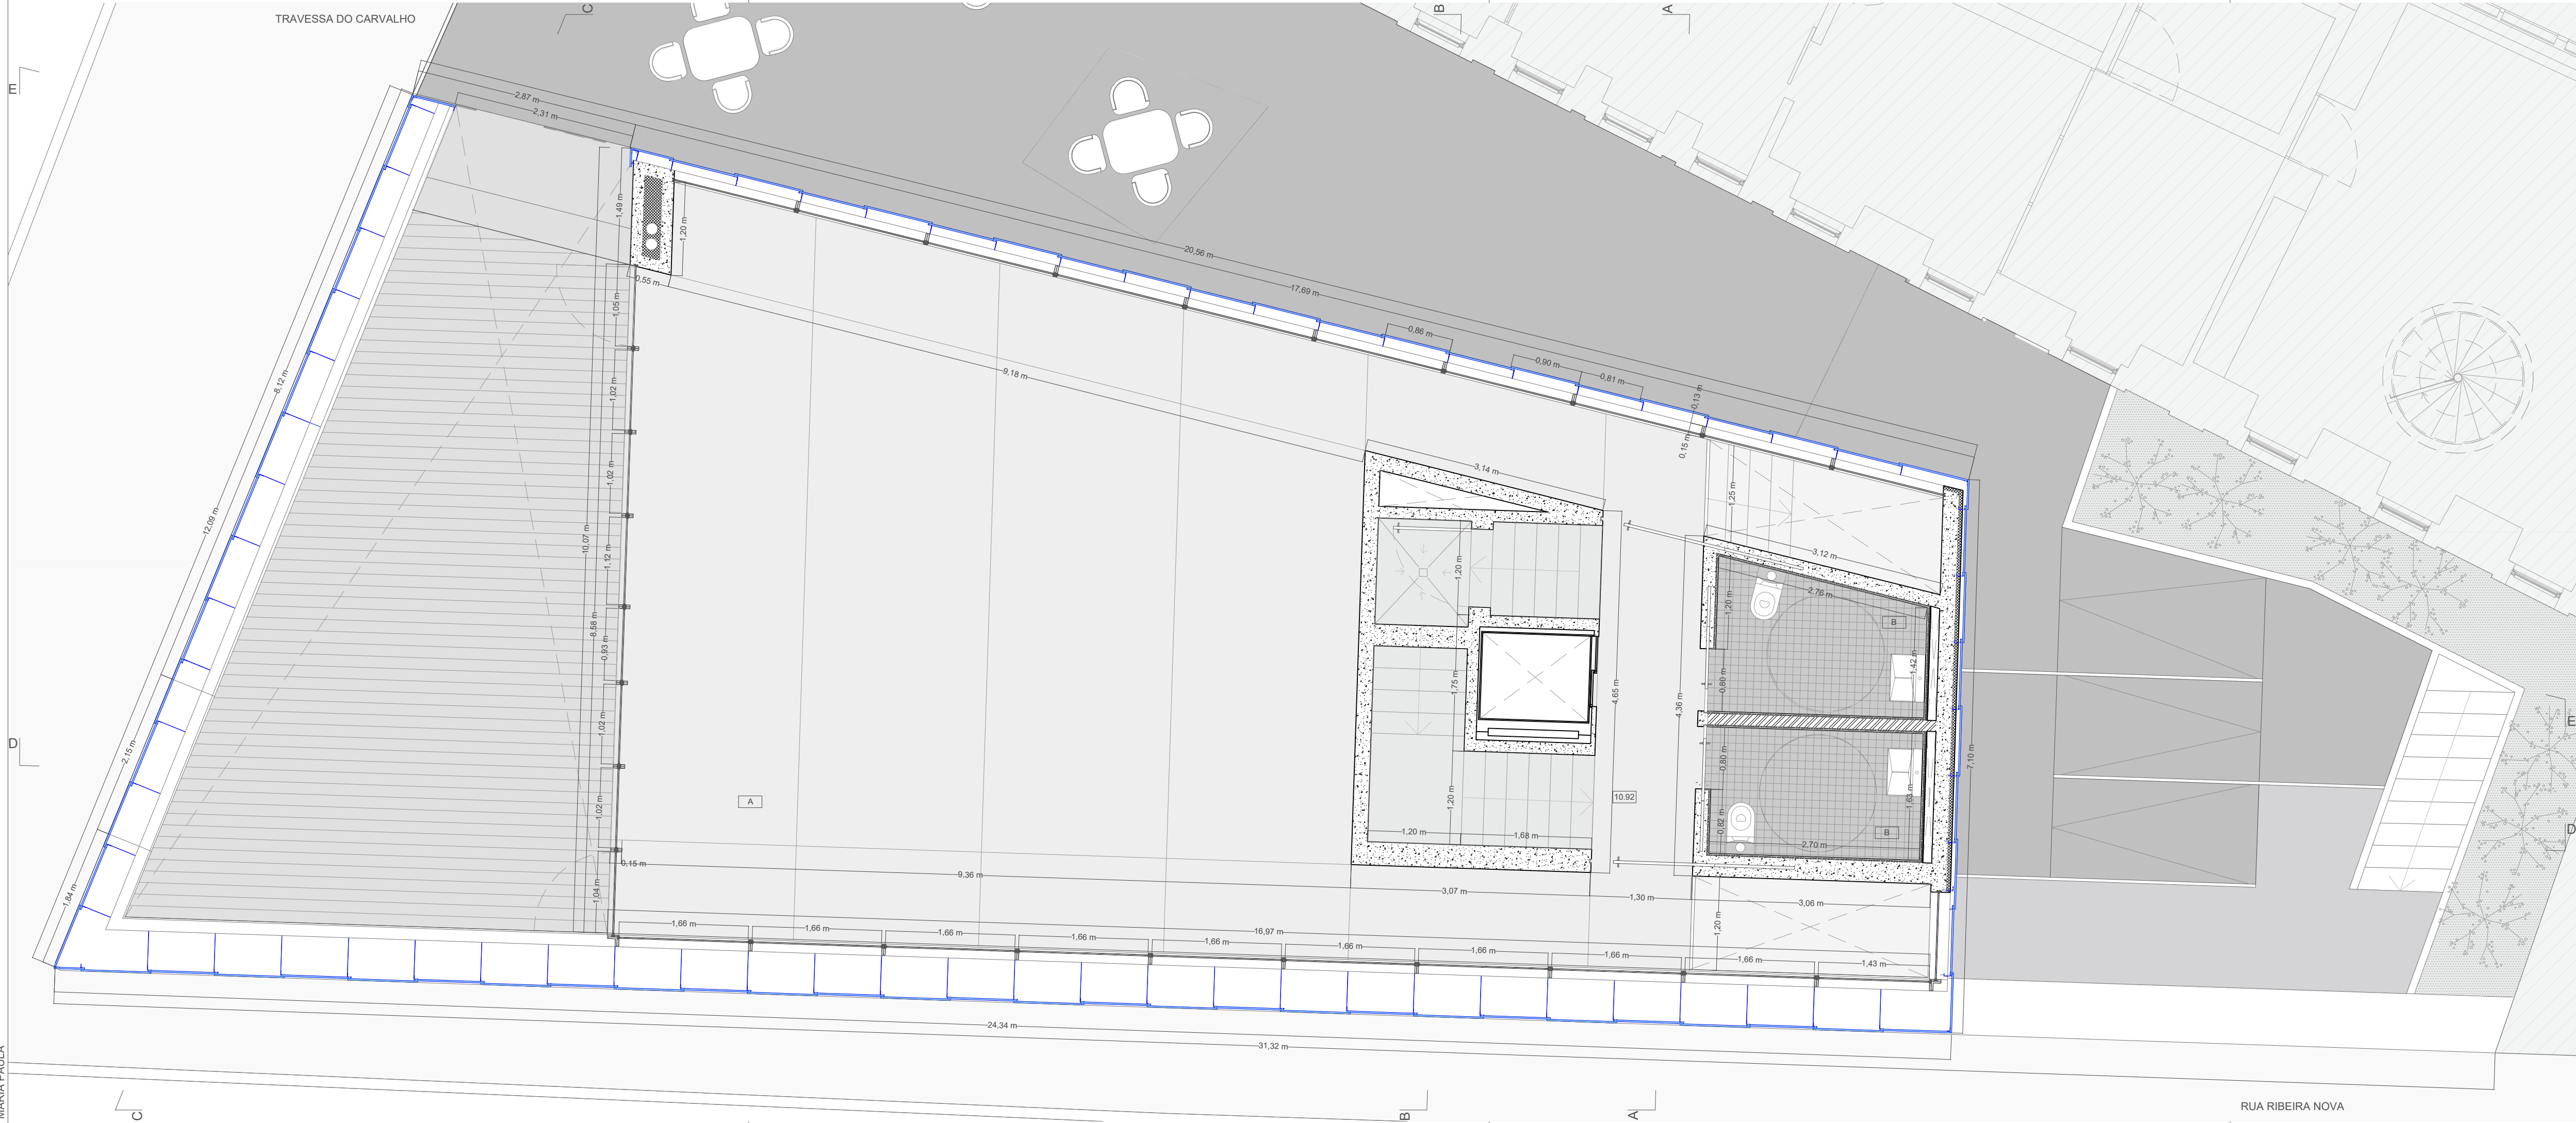 TRAVESSA DO CARVALHO
C
B
A
E
2,87 m
2,31 m
1,49 m
1,20 m
0,55 m
20,56 m
17,69 m
1,05 m
0,86 m
0,90 m
0,81 m
0,13 m
0,15 m
9,18 m
8,12 m
1,02 m
3,14 m
1,02 m
1,25 m
12,09 m
10,07 m
1,12 m
1,20 m
3,12 m
2,76 m
1,20 m
B
8,58 m
0,93 m
1,42 m
1,75 m
0,80 m
4,65 m
4,36 m
E
D
1,02 m
2,15 m
0,80 m
7,10 m
A
1,02 m
1,20 m
10.92
1,63 m
0,82 m
B
D
1,20 m
1,68 m
2,70 m
0,15 m
9,36 m
3,07 m
1,30 m
3,06 m
1,84 m
1,04 m
1,20 m
1,66 m
1,66 m
1,66 m
1,66 m
16,97 m
1,66 m
1,66 m
1,66 m
1,66 m
1,66 m
1,43 m
24,34 m
31,32 m
MARIA PAULA
C
B
A
RUA RIBEIRA NOVA